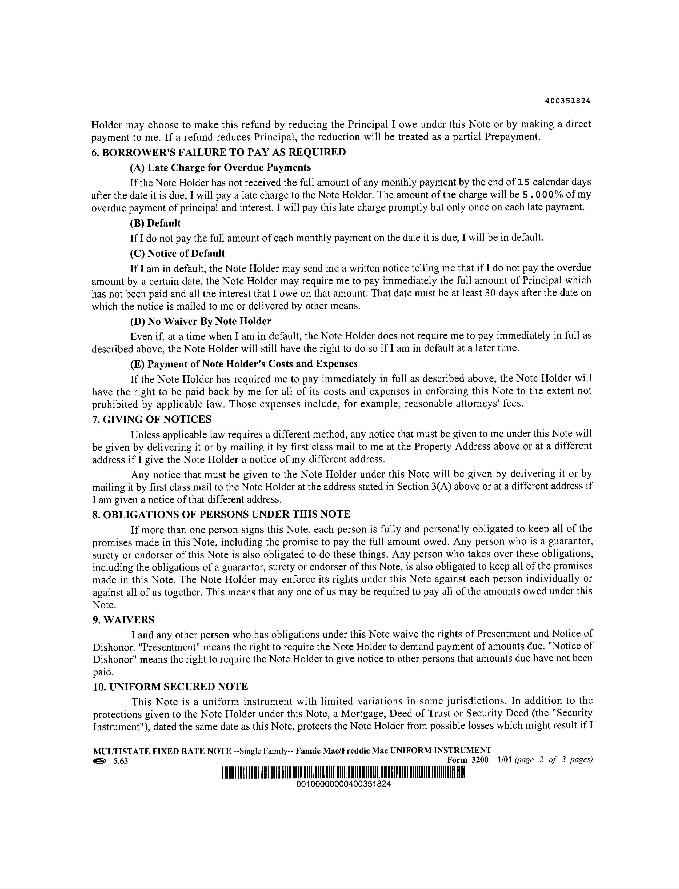 400351824
Holder may choose to make this refund by reducing the Principal I owe under this Note or by making a direct
payment to me. If a refund reduces Principal, the reduction will be treated as a partial Prepayment.
6. BORROWER'S FAILURE TO PAY AS REQUIRED
(A) Late Charge for Overdue Payments
If the Note Holder has not received the full amount of any monthly payment by the end of 15 calendar days
after the date it is due, I will pay a late charge to the Note Holder. The amount of the charge will be 5.000% of my
overdue payment of principal and interest. I will pay this late charge promptly but only once on each late payment.
(B) Default
If I do not pay the full amount of each monthly payment on the date it is due, I will be in default.
(C) Notice of Default
If I am in default, the Note Holder may send me a written notice telling me that if I do not pay the overdue
amount by a certain date, the Note Holder may require me to pay immediately the full amount of Principal which
has not been paid and all the interest that I owe on that amount. That date must be at least 30 days after the date on
which the notice is mailed to me or delivered by other means.
(D) No Waiver By Note Holder
Even if, at a time when I am in default, the Note Holder does not require me to pay immediately in full as
described above, the Note Holder will still have the right to do so if I am in default at a later time.
(E) Payment of Note Holder's Costs and Expenses
If the Note Holder has required me to pay immediately in full as described above, the Note Holder will
have the right to be paid back by me for all of its costs and expenses in enforcing this Note to the extent not
prohibited by applicable law. Those expenses include, for example, reasonable attorneys' fees.
7. GIVING OF NOTICES
Unless applicable law requires a different method, any notice that must be given to me under this Note will
be given by delivering it or by mailing it by first class mail to me at the Property Address above or at a different
address if I give the Note Holder a notice of my different address.
Any notice that must be given to the Note Holder under this Note will be given by delivering it or by
mailing it by first class mail to the Note Holder at the address stated in Section 3(A) above or at a different address if
I am given a notice of that different address.
8. OBLIGATIONS OF PERSONS UNDER THIS NOTE
If more than one person signs this Note, each person is fully and personally obligated to keep all of the
promises made in this Note, including the promise to pay the full amount owed. Any person who is a guarantor,
surety or endorser of this Note is also obligated to do these things. Any person who takes over these obligations,
including the obligations of a guarantor, surety or endorser of this Note, is also obligated to keep all of the promises
made in this Note. The Note Holder may enforce its rights under this Note against each person individually or
against all of us together. This means that any one of us may be required to pay all of the amounts owed under this
Note.
9. WAIVERS
I and any other person who has obligations under this Note waive the rights of Presentment and Notice of
Dishonor. "Presentment" means the right to require the Note Holder to demand payment of amounts due. "Notice of
Dishonor" means the right to require the Note Holder to give notice to other persons that amounts due have not been
paid.
10. UNIFORM SECURED NOTE
This Note is a uniform instrument with limited variations in some jurisdictions. In addition to the
protections given to the Note Holder under this Note, a Mortgage, Deed of Trust or Security Deed (the "Security
Instrument"), dated the same date as this Note, protects the Note Holder from possible losses which might result if I
MULTISTATE FIXED RATE NOTE --Single Family-- Fannie Mae/Freddie Mac UNIFORM INSTRUMENT
5.63 Form 3200 1/01 (page 2 of 3 pages)